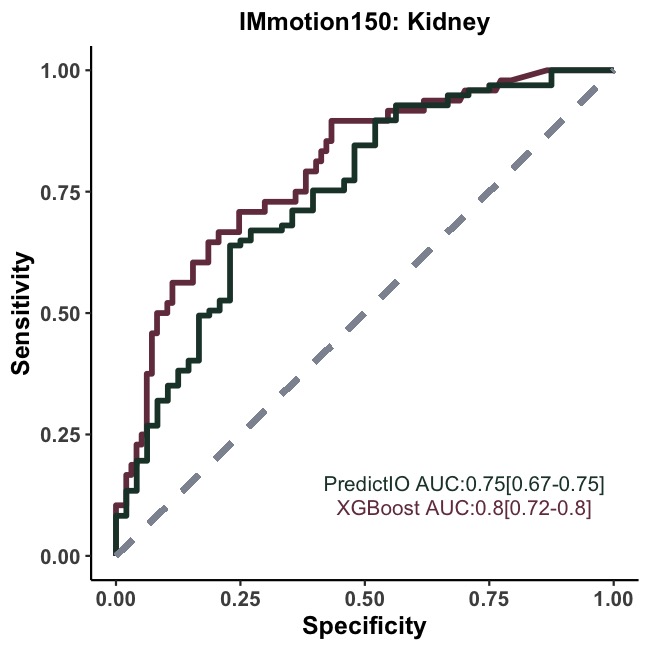 IMmotion150: Kidney
Sensitivity
1.00
0.75
0.50
0.25
0.00
PredictIO AUC:0.75[0.67-0.75]
XGBoost AUC:0.8[0.72-0.8]
0.00 0.25 0.50 0.75 1.00
Specificity